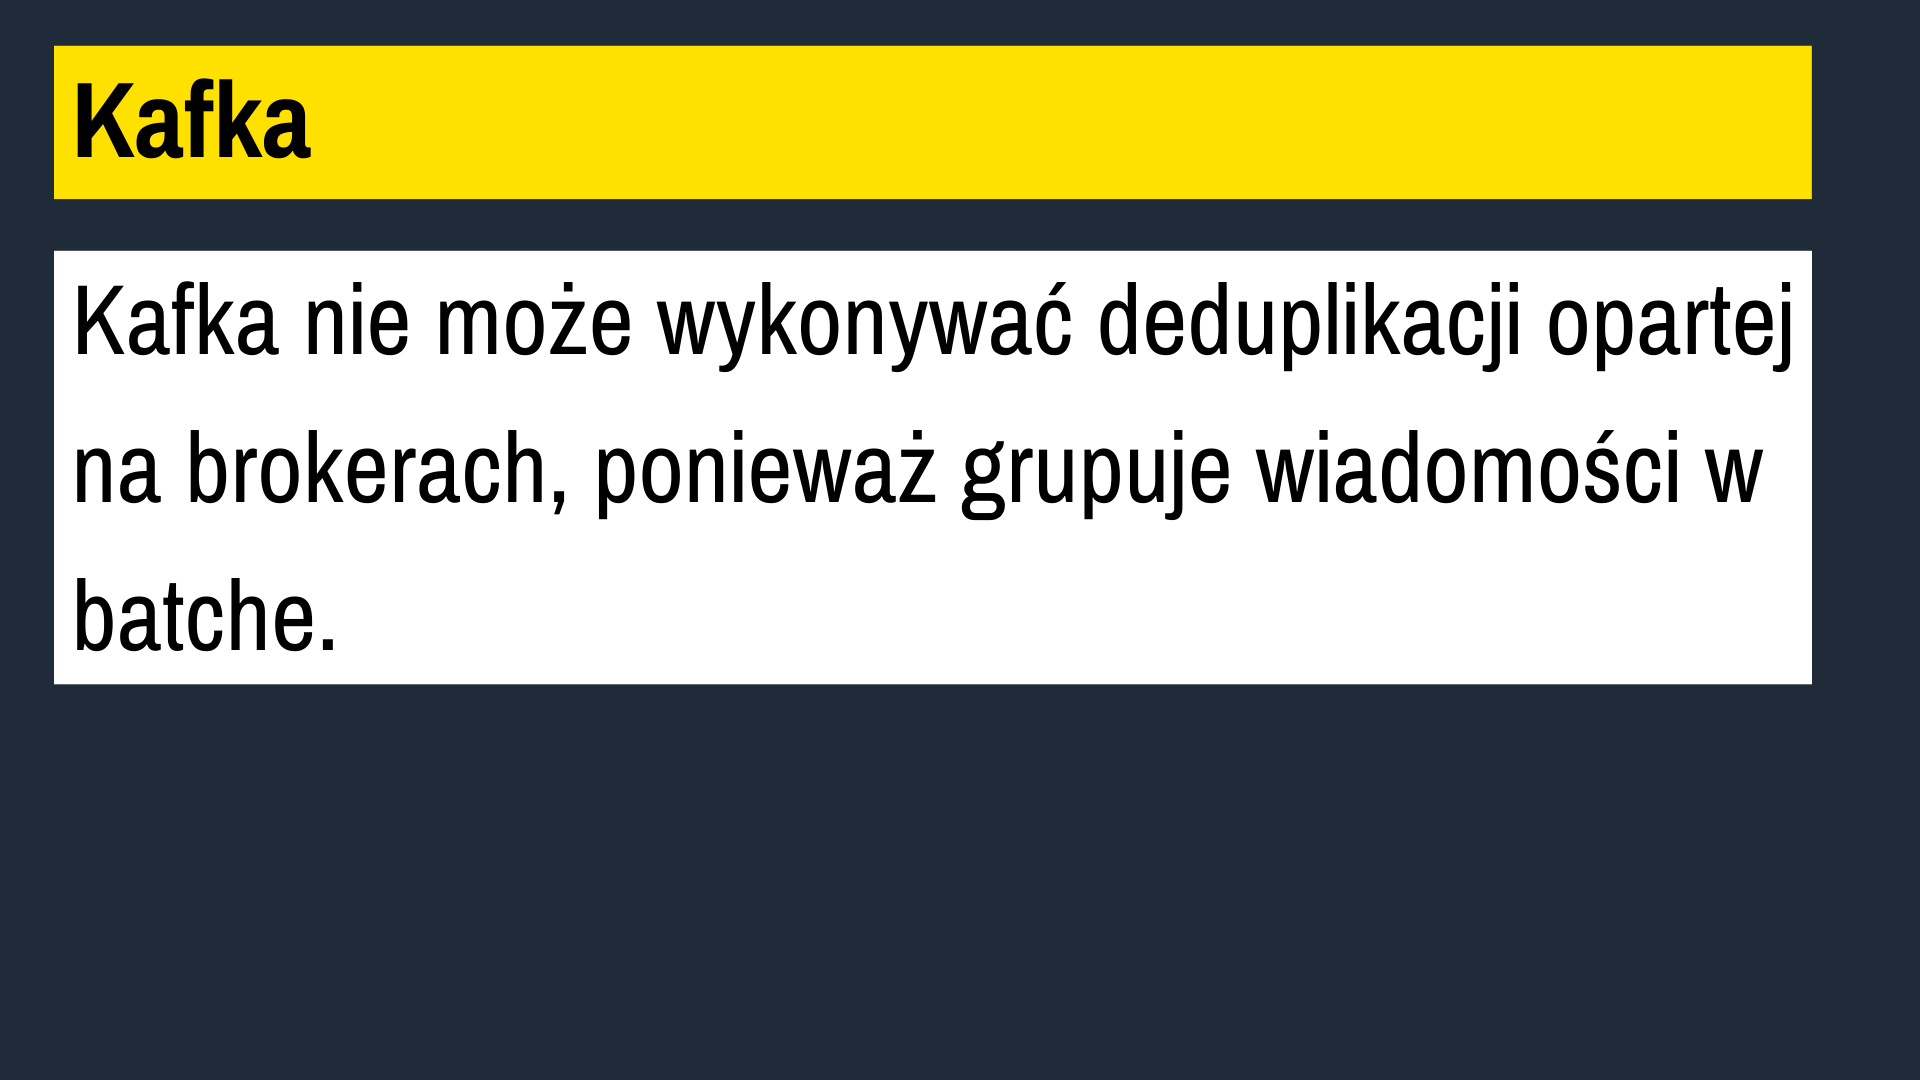 Kafka
Kafka nie może wykonywać deduplikacji opartej
na brokerach, ponieważ grupuje wiadomości w
batche.